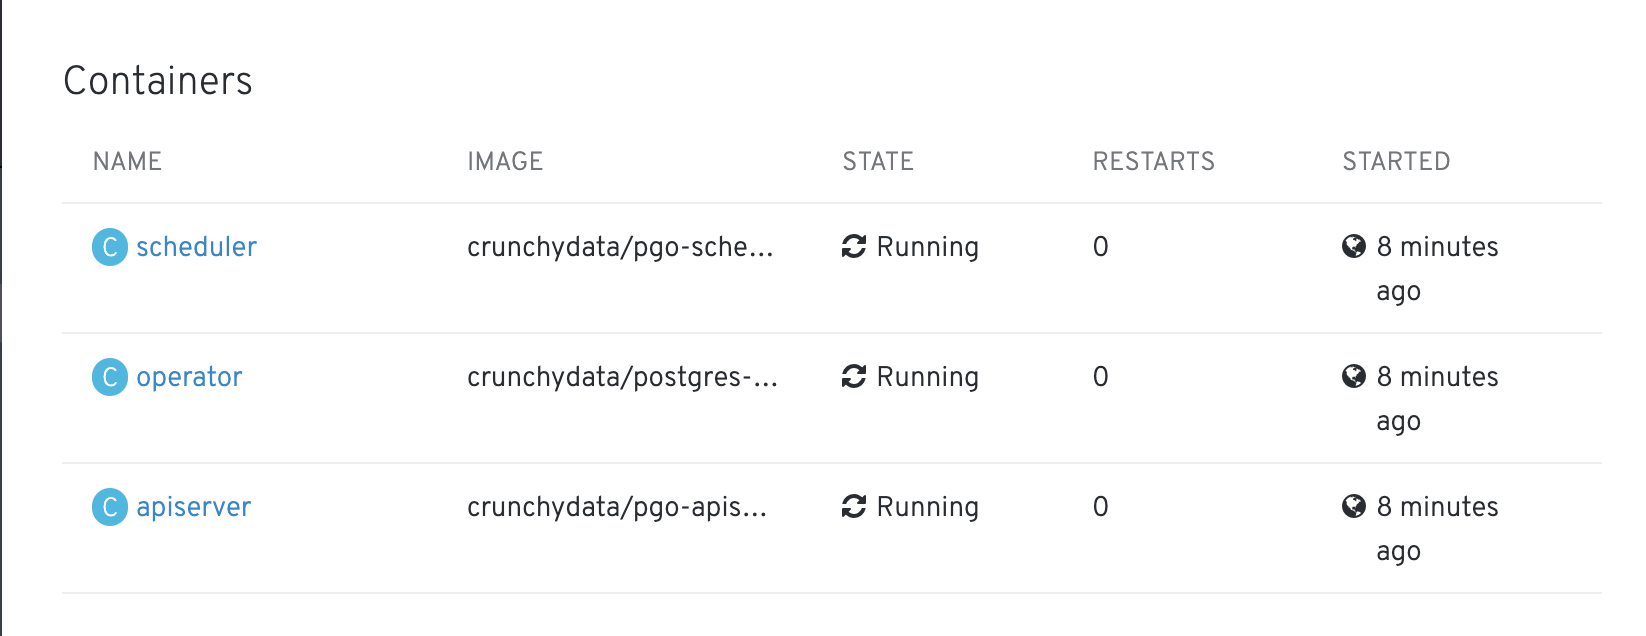 Containers
NAME IMAGE STATE RESTARTS STARTED
C scheduler crunchydata/pgo-sche... Running 0 8 minutes
ago
C operator crunchydata/postgres-... Running 0 8 minutes
ago
C apiserver crunchydata/pgo-apis... Running 0 8 minutes
ago